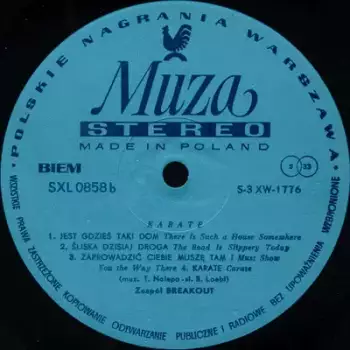 POLSKIE NAGRANIA WARSZAWA
Muza
STEREO
MADE IN POLAND
BIEM
2 33
SXL 0858 b
S-3 XW-1776
KARATE
1. JEST GDZIEŚ TAKI DOM There Is Such a House Somewhere
2. ŚLISKA DZISIAJ DROGA The Road Is Slippery Today
3. ZAPROWADZIĆ CIEBIE MUSZĘ TAM I Must Show
You the Way There 4. KARATE Carate
(muz. T. Nalepa - sł. B. Loebl)
Zespół BREAKOUT
WSZYSTKIE PRAWA ZASTRZEŻONE KOPIOWANIE ODTWARZANIE PUBLICZNE I RADIOWE BEZ UPOWAŻNIENIA WZBRONIONE